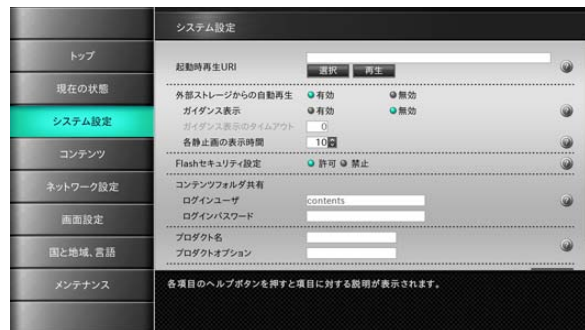 システム設定
トップ
現在の状態
システム設定
コンテンツ
ネットワーク設定
画面設定
国と地域、言語
メンテナンス
起動時再生URI
選択 再生
外部ストレージからの自動再生 有効 無効
ガイダンス表示 有効 無効
ガイダンス表示のタイムアウト 0
各静止画の表示時間 10
Flashセキュリティ設定 許可 禁止
コンテンツフォルダ共有
ログインユーザ contents
ログインパスワード
プロダクト名
プロダクトオプション
各項目のヘルプボタンを押すと項目に対する説明が表示されます。